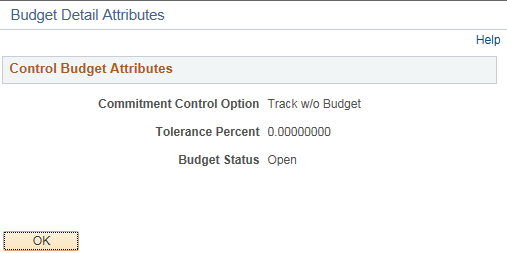 Budget Detail Attributes
Help
Control Budget Attributes
Commitment Control Option Track w/o Budget
Tolerance Percent 0.00000000
Budget Status Open
OK